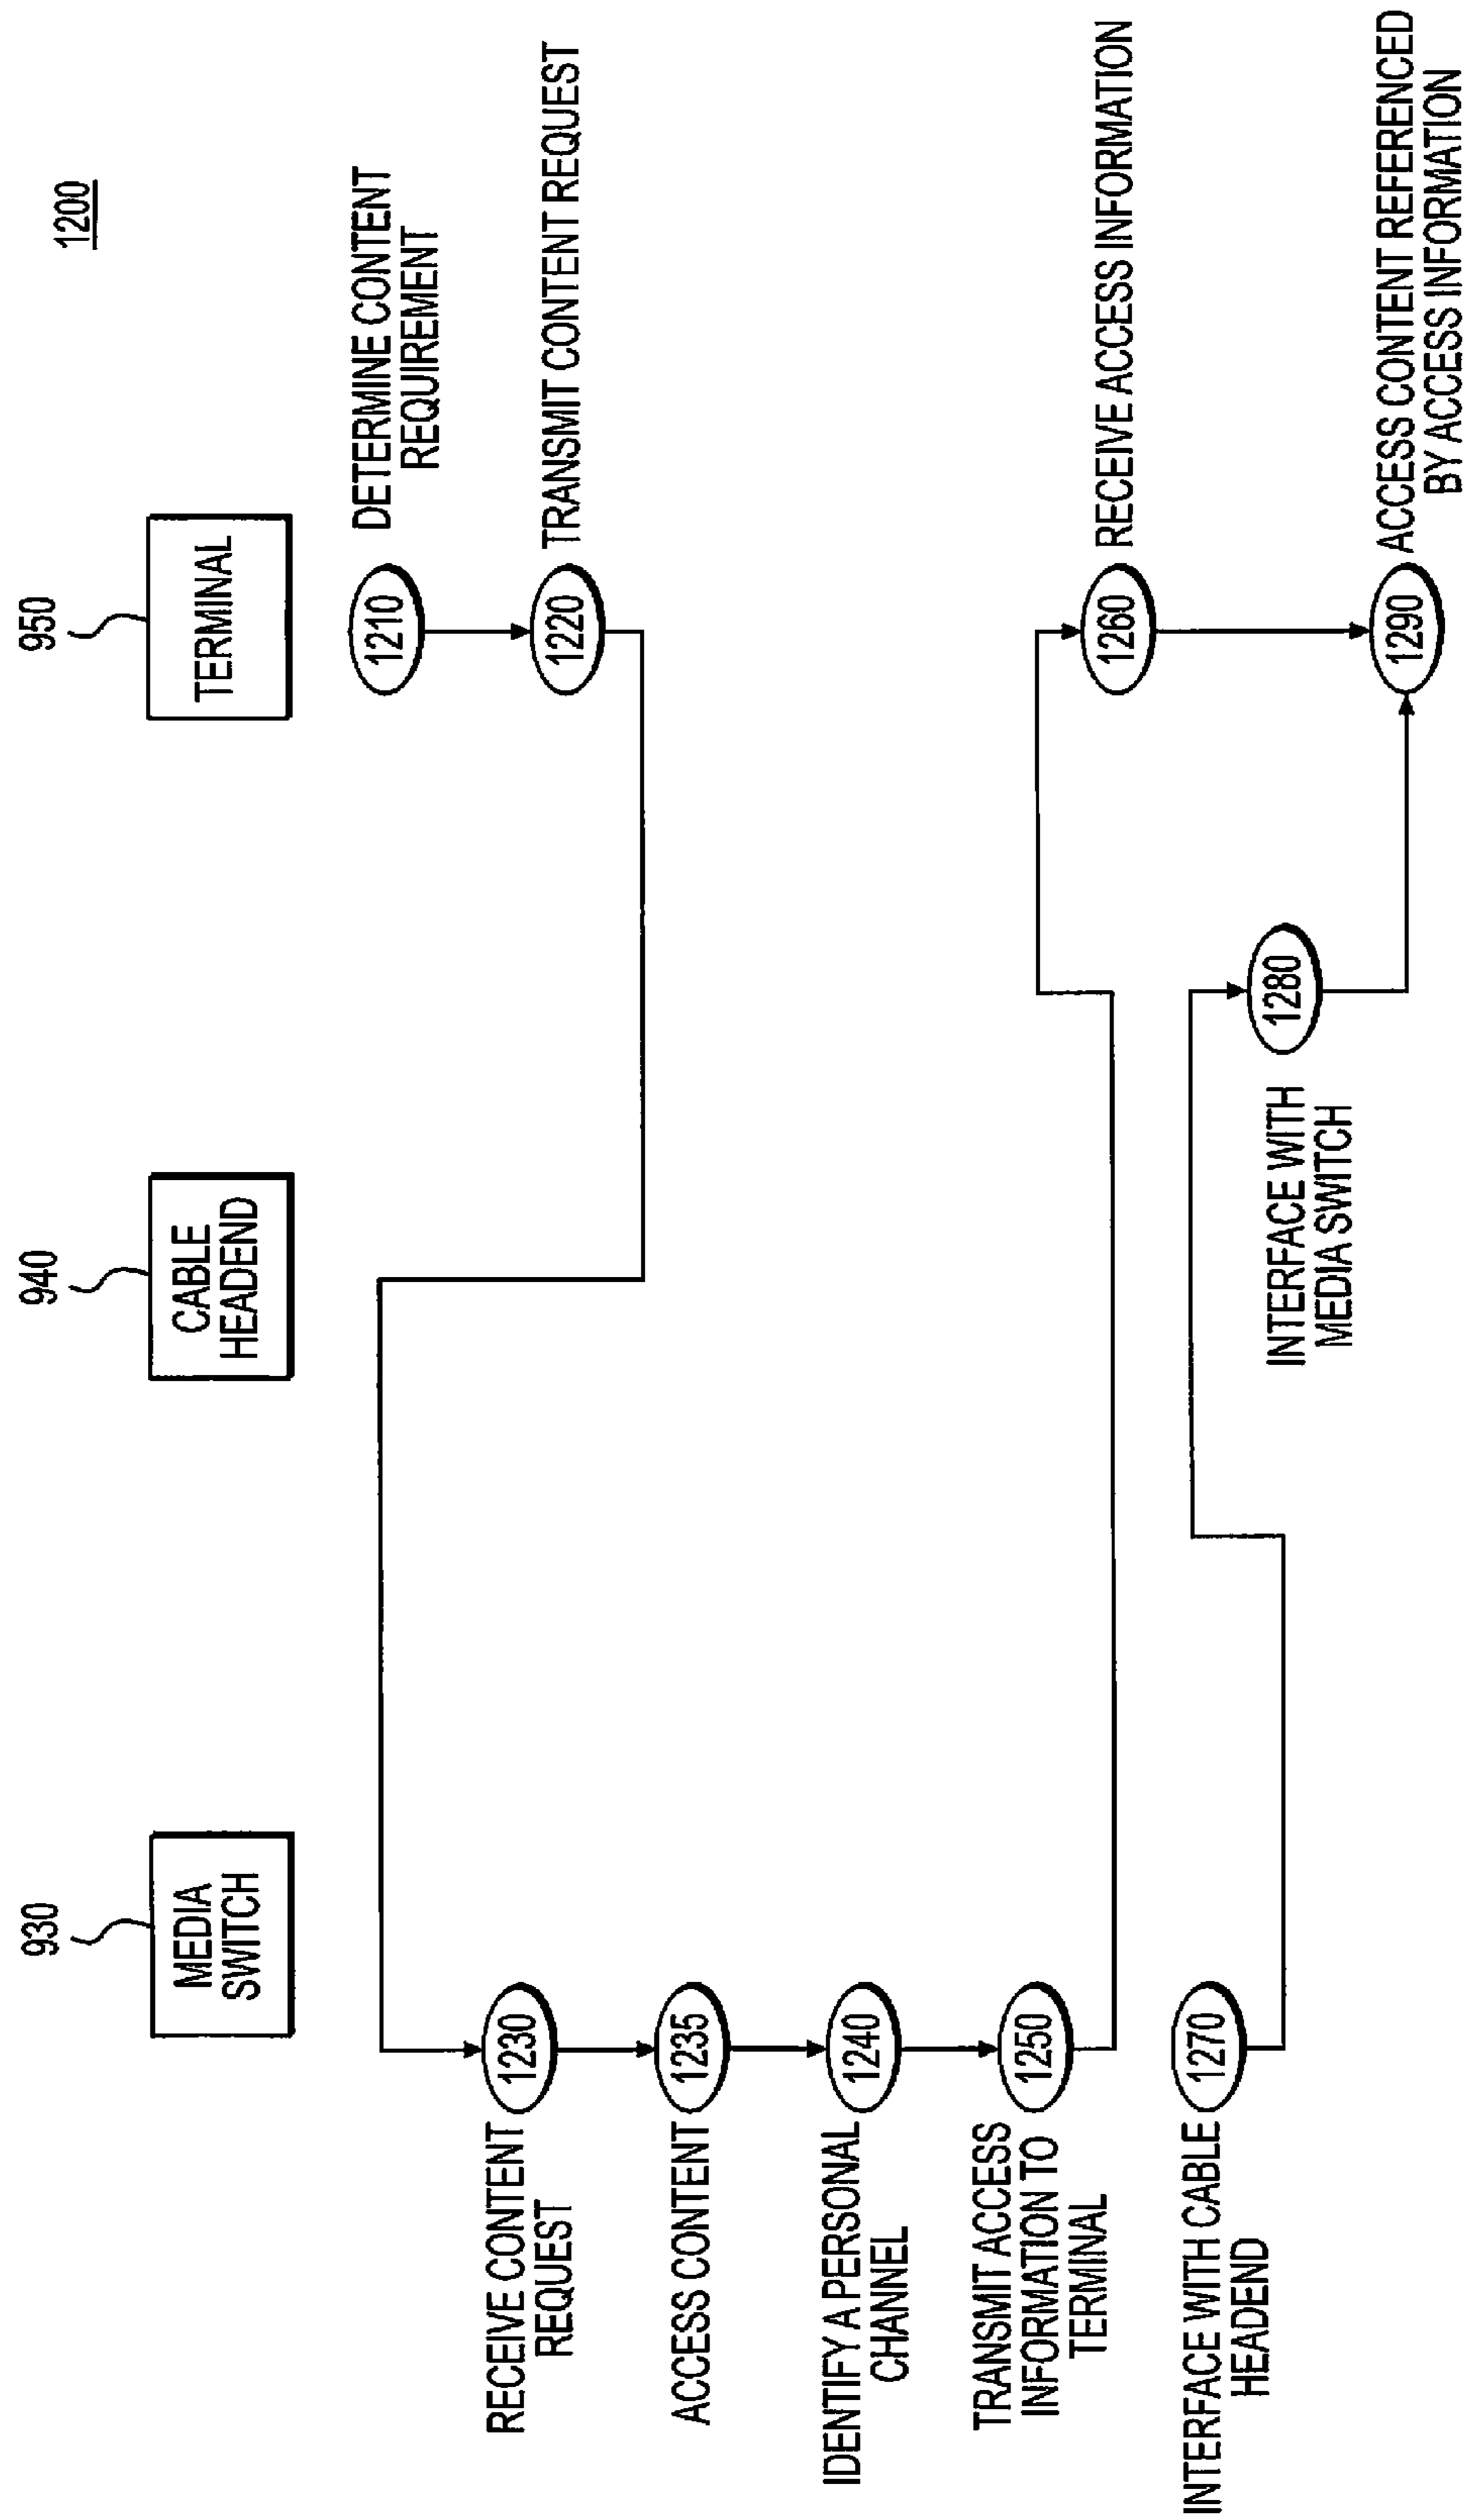 1200
930
940
950
MEDIA
SWITCH
CABLE
HEADEND
TERMINAL
1210
DETERMINE CONTENT
REQUIREMENT
1220
TRANSMIT CONTENT REQUEST
RECEIVE CONTENT
REQUEST
1230
ACCESS CONTENT
1235
IDENTIFY A PERSONAL
CHANNEL
1240
TRANSMIT ACCESS
INFORMATION TO
TERMINAL
1250
1260
RECEIVE ACCESS INFORMATION
INTERFACE WITH CABLE
HEADEND
1270
INTERFACE WITH
MEDIA SWITCH
1280
1290
ACCESS CONTENT REFERENCED
BY ACCESS INFORMATION